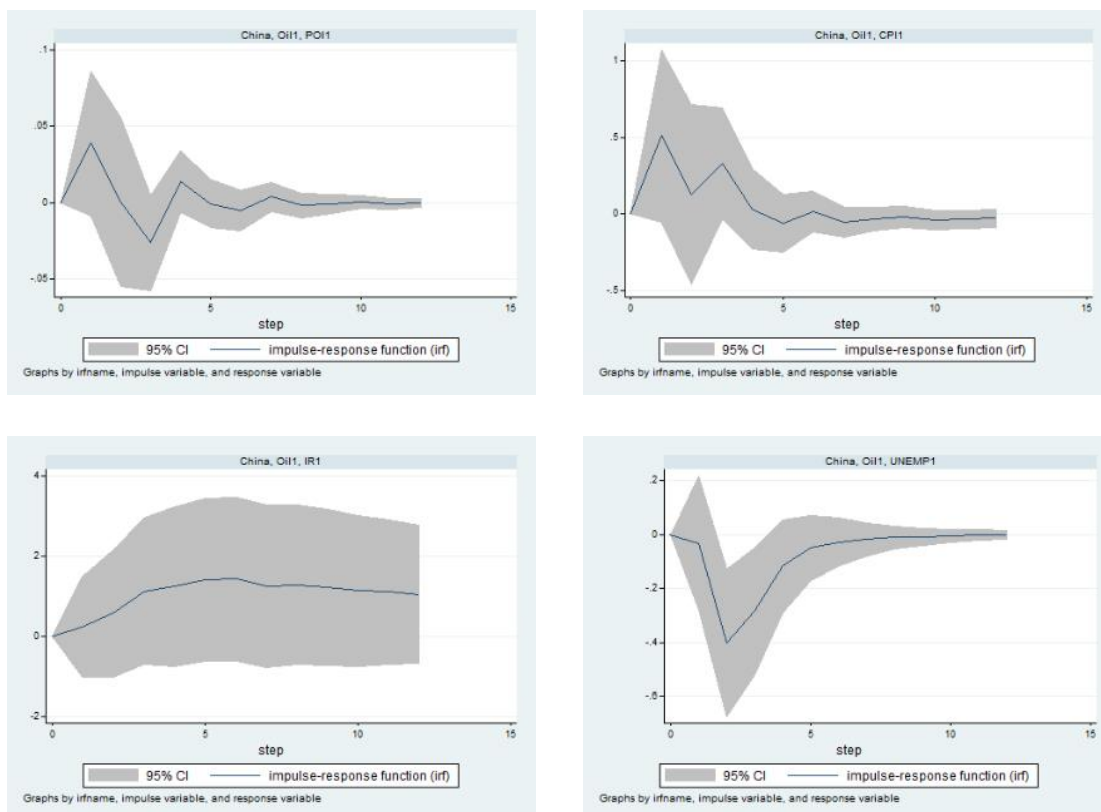 China, Oil1, POI1
.1
.05
0
-.05
0 5 10 15
step
95% CI impulse-response function (irf)
Graphs by irfname, impulse variable, and response variable
China, Oil1, CPI1
1
.5
0
-.5
0 5 10 15
step
95% CI impulse-response function (irf)
Graphs by irfname, impulse variable, and response variable
China, Oil1, IR1
4
2
0
-2
0 5 10 15
step
95% CI impulse-response function (irf)
Graphs by irfname, impulse variable, and response variable
China, Oil1, UNEMP1
.2
0
-.2
-.4
-.6
0 5 10 15
step
95% CI impulse-response function (irf)
Graphs by irfname, impulse variable, and response variable